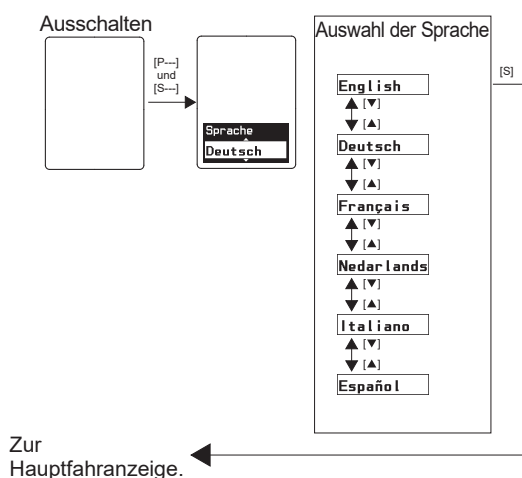 Ausschalten
[P---]
und
[S---]
Sprache
Deutsch
Auswahl der Sprache
[S]
English
[▼]
[▲]
Deutsch
[▼]
[▲]
Français
[▼]
[▲]
Nedarlands
[▼]
[▲]
Italiano
[▼]
[▲]
Español
Zur
Hauptfahranzeige.